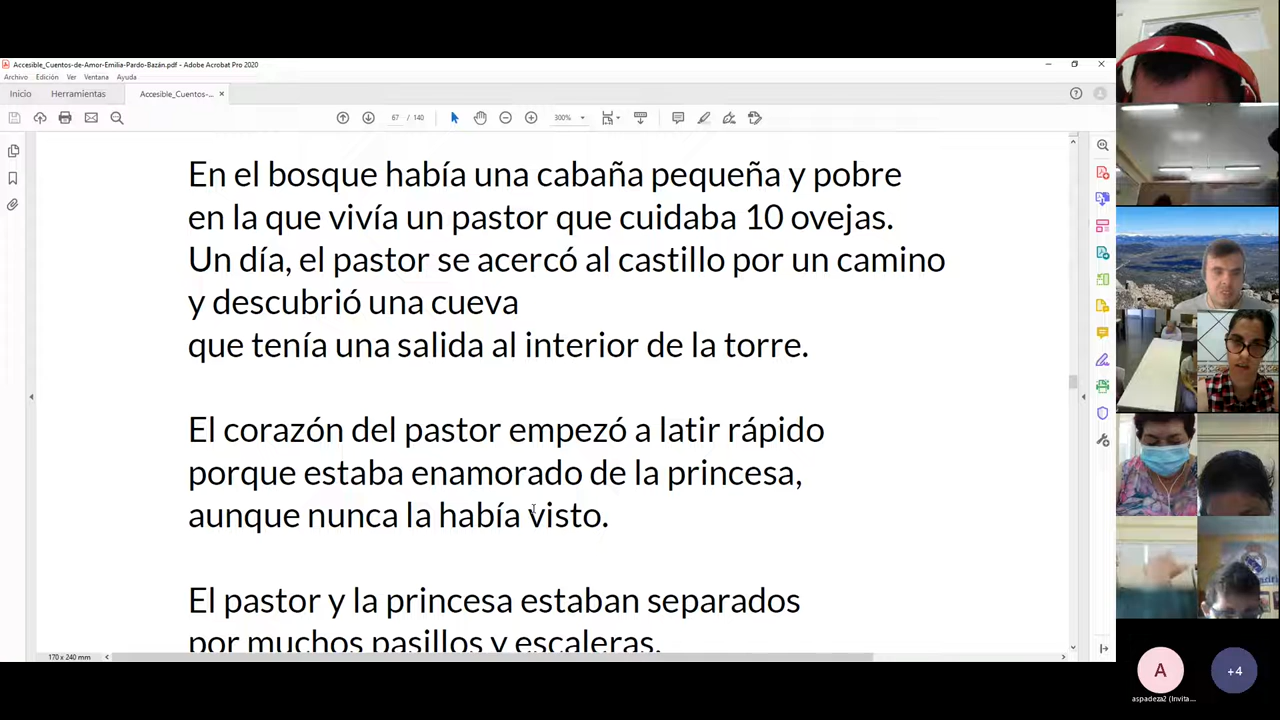 Accesible_Cuentos-de-Amor-Emilia-Pardo-Bazán.pdf - Adobe Acrobat Pro 2020
Archivo Edición Ver Ventana Ayuda
Inicio Herramientas Accesible_Cuentos-...
67 / 140 300%
En el bosque había una cabaña pequeña y pobre
en la que vivía un pastor que cuidaba 10 ovejas.
Un día, el pastor se acercó al castillo por un camino
y descubrió una cueva
que tenía una salida al interior de la torre.
El corazón del pastor empezó a latir rápido
porque estaba enamorado de la princesa,
aunque nunca la había visto.
El pastor y la princesa estaban separados
por muchos pasillos y escaleras.
170 x 240 mm
A
+4
aspadeza2 (Invita...